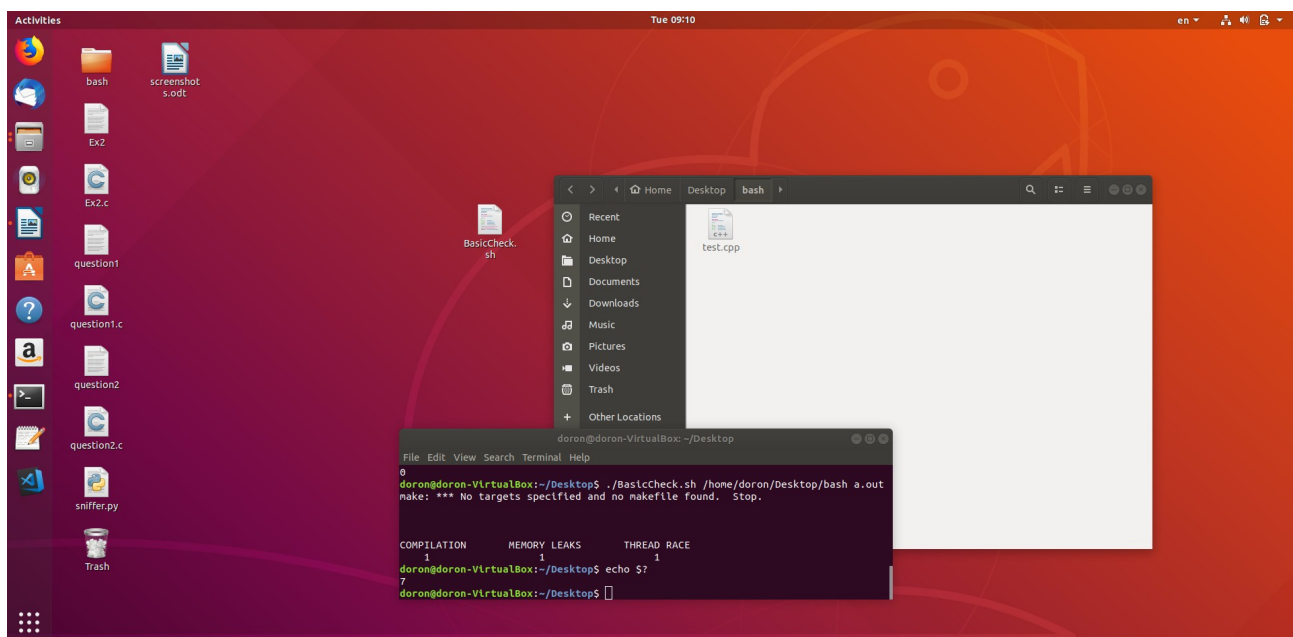 Activities
Tue 09:10
en
bash
screenshot
s.odt
Ex2
Ex2.c
question1
question1.c
question2
question2.c
sniffer.py
Trash
BasicCheck.
sh
Home Desktop bash
Recent
Home
Desktop
Documents
Downloads
Music
Pictures
Videos
Trash
+ Other Locations
C++
test.cpp
doron@doron-VirtualBox: ~/Desktop
File Edit View Search Terminal Help
0
doron@doron-VirtualBox:~/Desktop$ ./BasicCheck.sh /home/doron/Desktop/bash a.out
make: *** No targets specified and no makefile found.  Stop.
COMPILATION MEMORY LEAKS THREAD RACE
1 1 1
doron@doron-VirtualBox:~/Desktop$ echo $?
7
doron@doron-VirtualBox:~/Desktop$